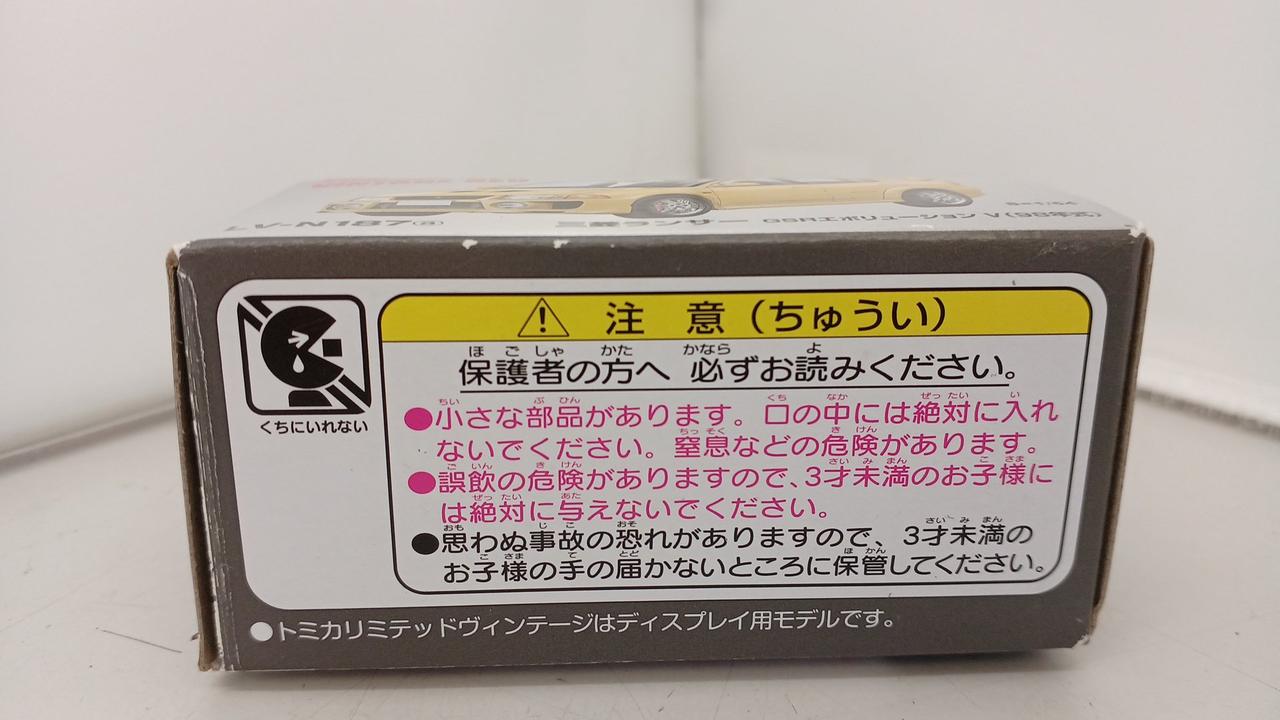 LV-N187ⓐ 三菱ランサー GSRエボリューションV(98年式)
S=1/64
注 意(ちゅうい)
保護者の方へ 必ずお読みください。
くちにいれない
●小さな部品があります。口の中には絶対に入れ
ないでください。窒息などの危険があります。
●誤飲の危険がありますので、3才未満のお子様に
は絶対に与えないでください。
●思わぬ事故の恐れがありますので、3才未満の
お子様の手の届かないところに保管してください。
●トミカリミテッドヴィンテージはディスプレイ用モデルです。